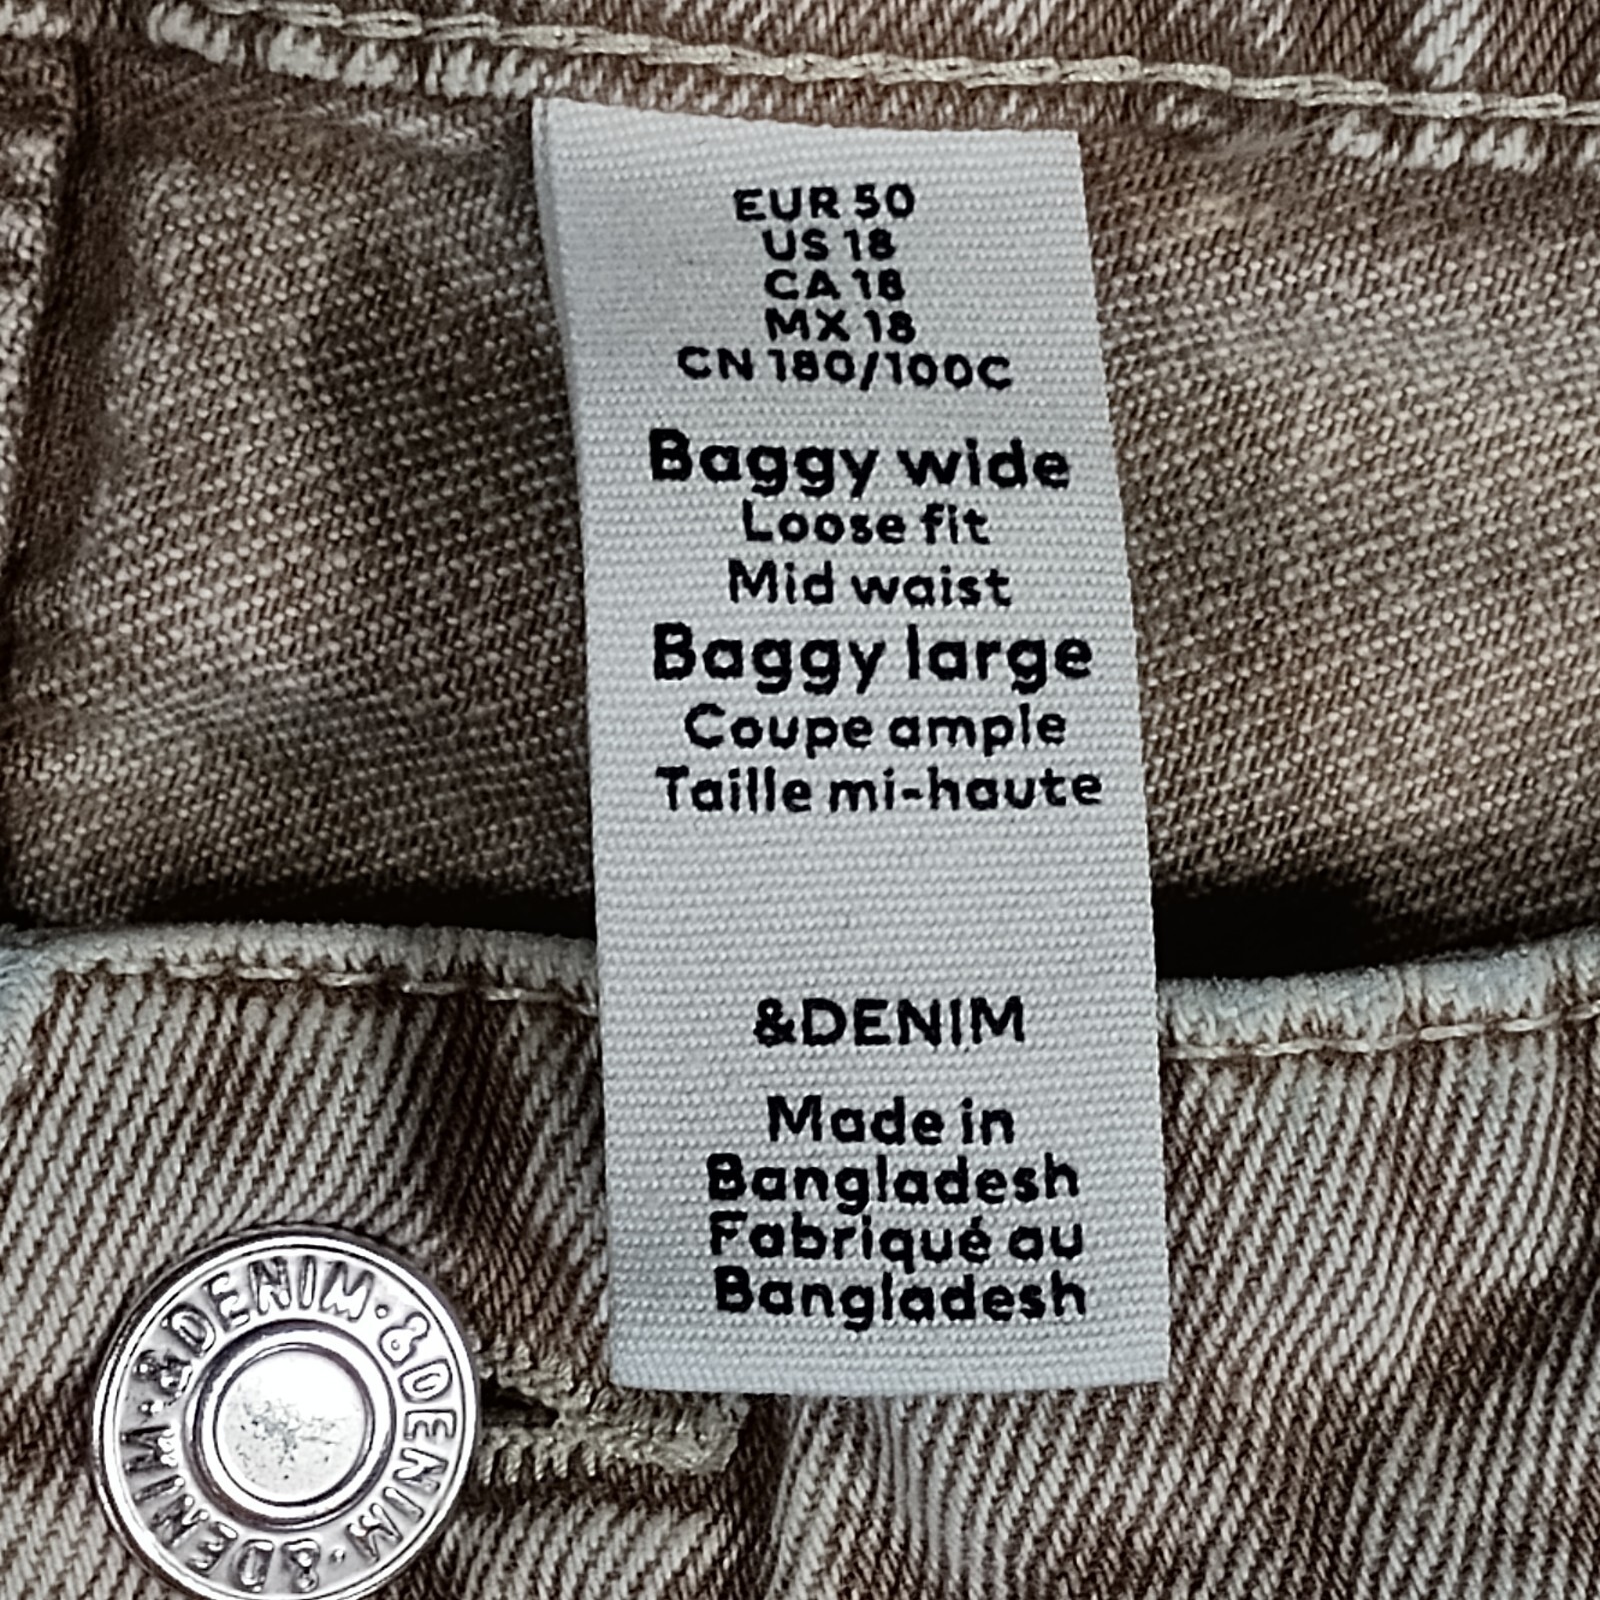 EUR 50
US 18
CA 18
MX 18
CN 180/100C
Baggy wide
Loose fit
Mid waist
Baggy large
Coupe ample
Taille mi-haute
&DENIM
Made in
Bangladesh
Fabriqué au
Bangladesh
&DENIM·&DENIM·&DENIM·&DENIM·